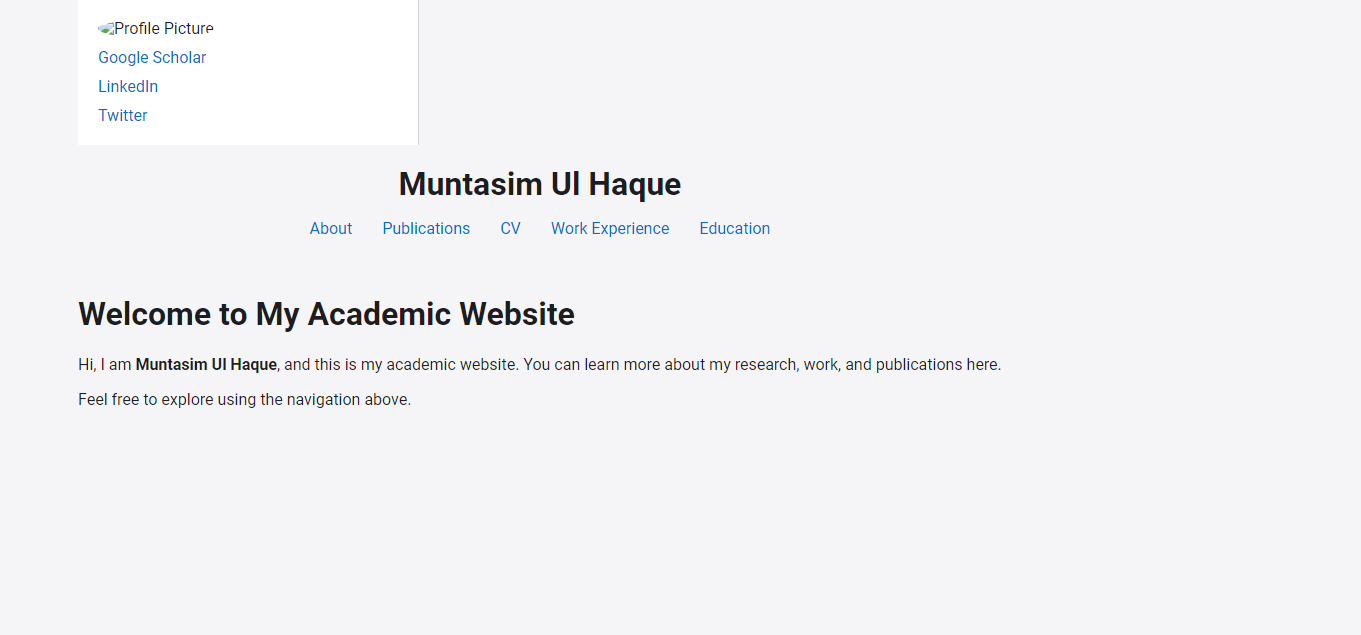 Profile Picture
Google Scholar
LinkedIn
Twitter
Muntasim Ul Haque
About Publications CV Work Experience Education
Welcome to My Academic Website
Hi, I am Muntasim Ul Haque, and this is my academic website. You can learn more about my research, work, and publications here.
Feel free to explore using the navigation above.